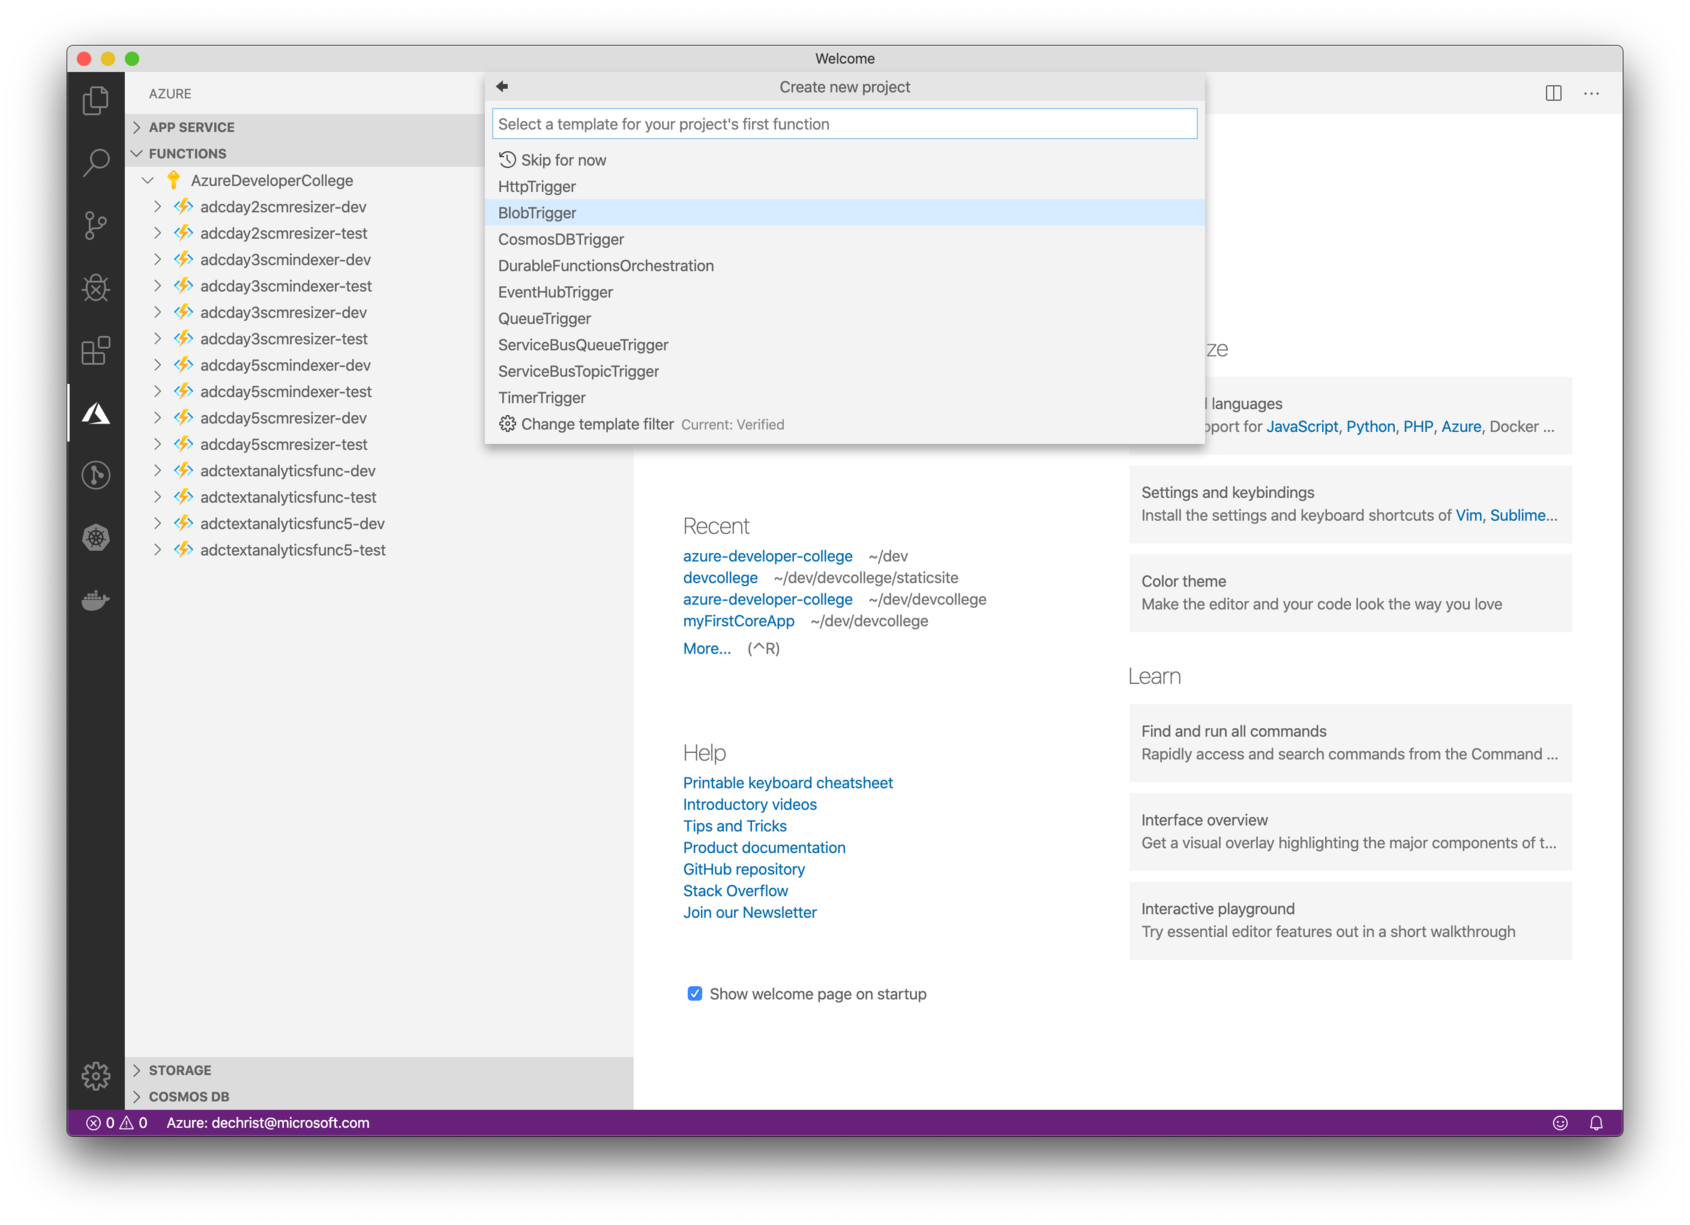 Welcome
AZURE
APP SERVICE
FUNCTIONS
AzureDeveloperCollege
adcday2scmresizer-dev
adcday2scmresizer-test
adcday3scmindexer-dev
adcday3scmindexer-test
adcday3scmresizer-dev
adcday3scmresizer-test
adcday5scmindexer-dev
adcday5scmindexer-test
adcday5scmresizer-dev
adcday5scmresizer-test
adctextanalyticsfunc-dev
adctextanalyticsfunc-test
adctextanalyticsfunc5-dev
adctextanalyticsfunc5-test
STORAGE
COSMOS DB
Create new project
Select a template for your project's first function
Skip for now
HttpTrigger
BlobTrigger
CosmosDBTrigger
DurableFunctionsOrchestration
EventHubTrigger
QueueTrigger
ServiceBusQueueTrigger
ServiceBusTopicTrigger
TimerTrigger
Change template filter Current: Verified
Recent
azure-developer-college ~/dev
devcollege ~/dev/devcollege/staticsite
azure-developer-college ~/dev/devcollege
myFirstCoreApp ~/dev/devcollege
More... (^R)
Help
Printable keyboard cheatsheet
Introductory videos
Tips and Tricks
Product documentation
GitHub repository
Stack Overflow
Join our Newsletter
Show welcome page on startup
ze
languages
port for JavaScript, Python, PHP, Azure, Docker ...
Settings and keybindings
Install the settings and keyboard shortcuts of Vim, Sublime...
Color theme
Make the editor and your code look the way you love
Learn
Find and run all commands
Rapidly access and search commands from the Command ...
Interface overview
Get a visual overlay highlighting the major components of t...
Interactive playground
Try essential editor features out in a short walkthrough
0 0 Azure: dechrist@microsoft.com